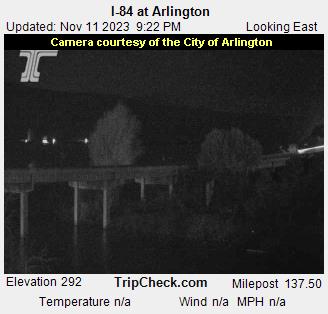 I-84 at Arlington
Updated: Nov 11 2023 9:22 PM Looking East
Camera courtesy of the City of Arlington
Elevation 292 TripCheck.com Milepost 137.50
Temperature n/a Wind n/a MPH n/a